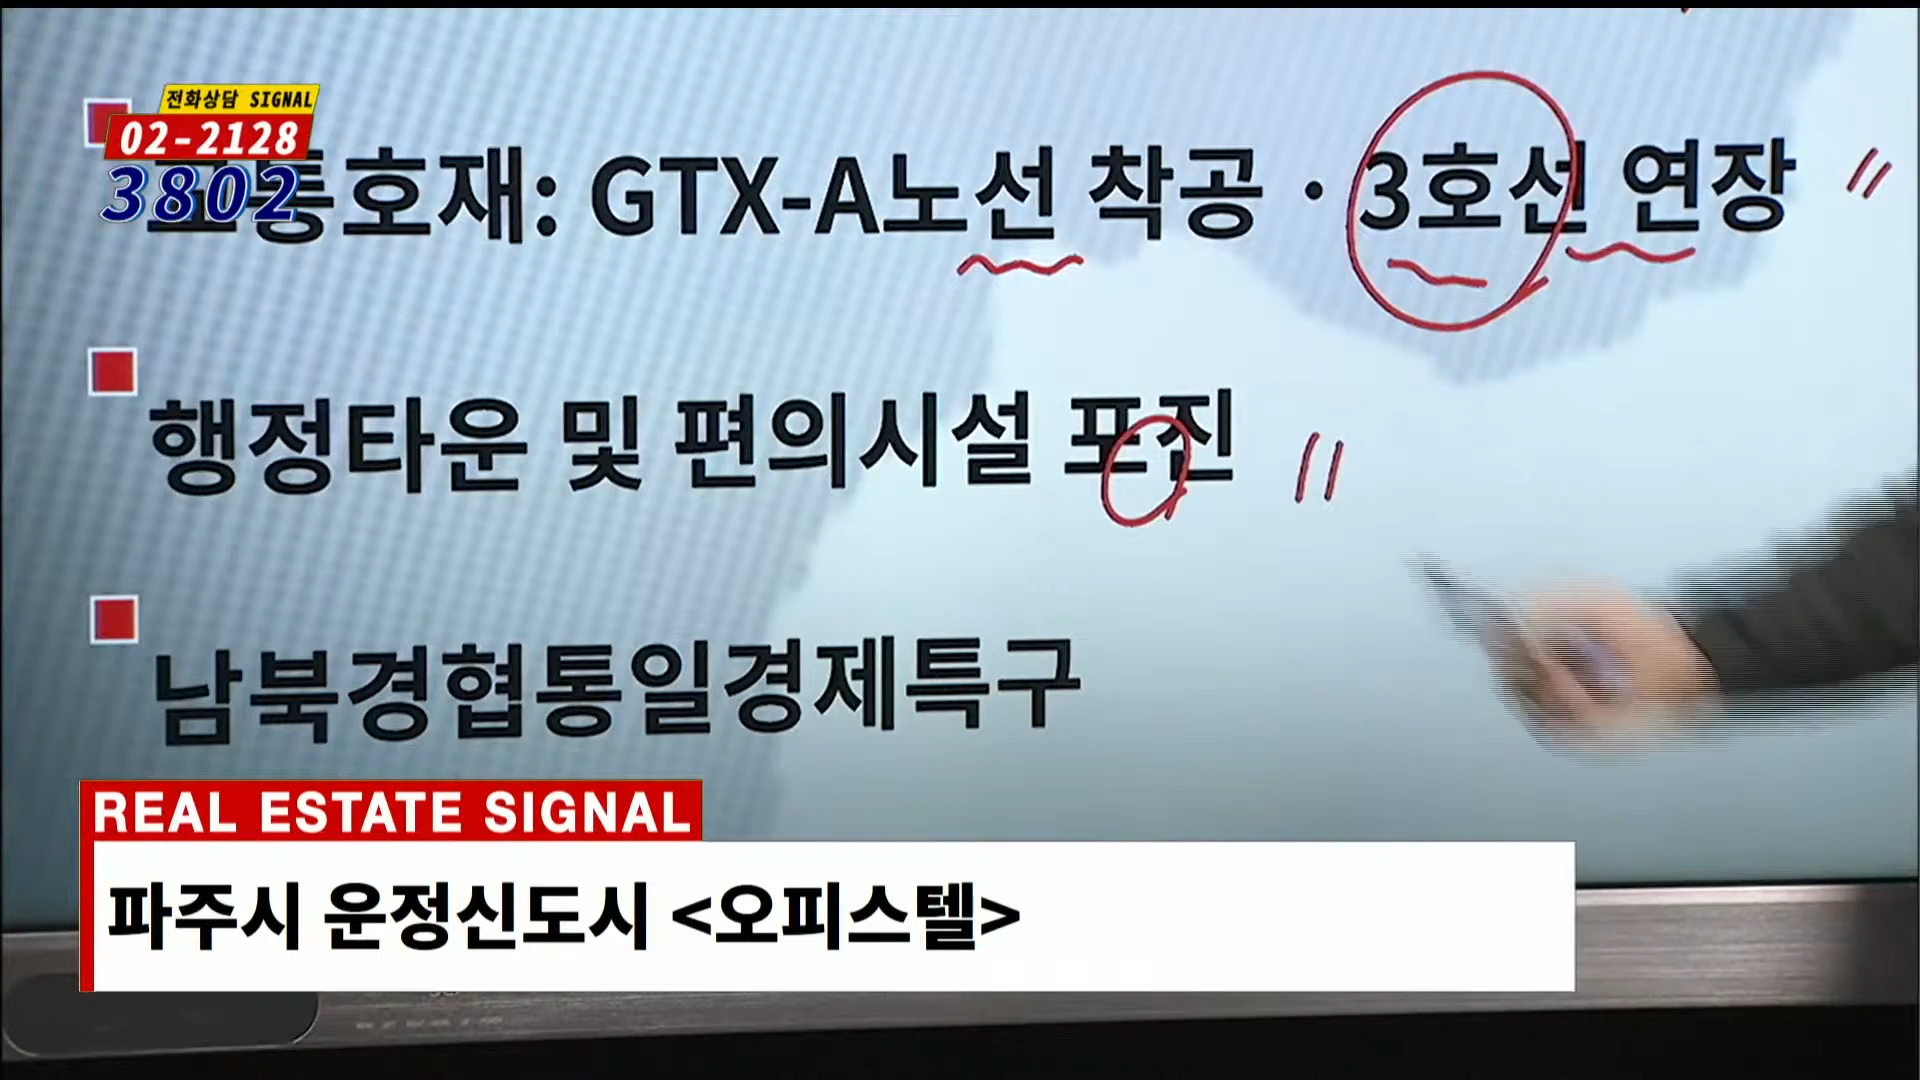 전화상담 SIGNAL
02-2128
3802
교통호재: GTX-A노선 착공 · 3호선 연장
행정타운 및 편의시설 포진
남북경협통일경제특구
REAL ESTATE SIGNAL
파주시 운정신도시 <오피스텔>